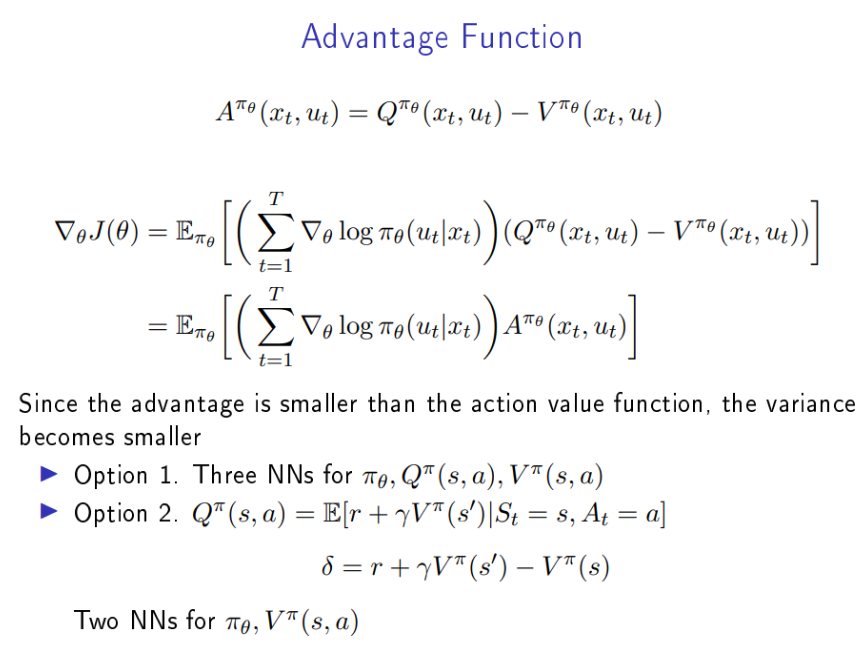 Advantage Function
$A^{\pi_\theta}(x_t, u_t) = Q^{\pi_\theta}(x_t, u_t) - V^{\pi_\theta}(x_t, u_t)$
$\nabla_\theta J(\theta) = \mathbb{E}_{\pi_\theta}\left[\left(\sum_{t=1}^{T} \nabla_\theta \log \pi_\theta(u_t|x_t)\right)(Q^{\pi_\theta}(x_t, u_t) - V^{\pi_\theta}(x_t, u_t))\right]$
$= \mathbb{E}_{\pi_\theta}\left[\left(\sum_{t=1}^{T} \nabla_\theta \log \pi_\theta(u_t|x_t)\right)A^{\pi_\theta}(x_t, u_t)\right]$
Since the advantage is smaller than the action value function, the variance
becomes smaller
▶ Option 1. Three NNs for $\pi_\theta, Q^\pi(s, a), V^\pi(s, a)$
▶ Option 2. $Q^\pi(s, a) = \mathbb{E}[r + \gamma V^\pi(s')|S_t = s, A_t = a]$
$\delta = r + \gamma V^\pi(s') - V^\pi(s)$
Two NNs for $\pi_\theta, V^\pi(s, a)$